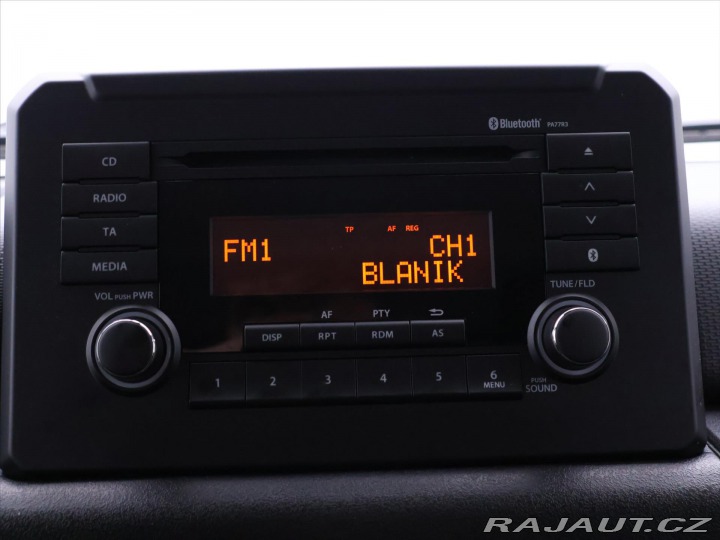 Bluetooth® PA77R3
CD
RADIO
TA
MEDIA
TP AF REG
FM1 CH1
BLANIK
VOL PUSH PWR
TUNE/FLD
AF PTY
DISP RPT RDM AS
1 2 3 4 5 6
MENU
PUSH
SOUND
RAJAUT.CZ